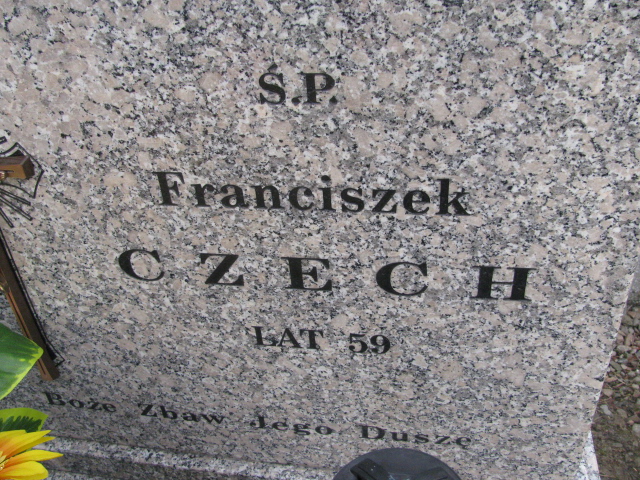 Ś.P.
Franciszek
CZECH
LAT 59
Boże Zbaw Jego Duszę